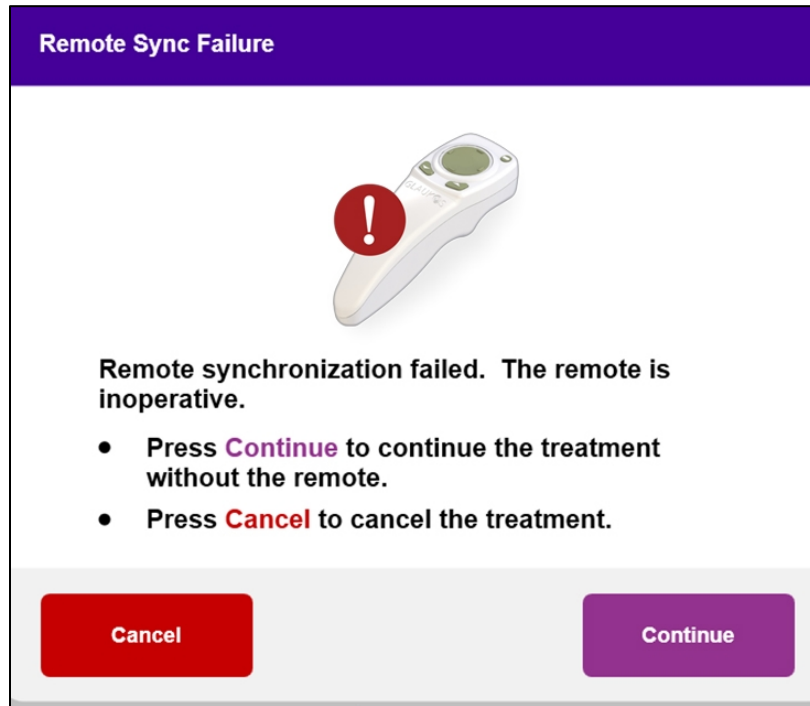 Remote Sync Failure
GLAUKOS
Remote synchronization failed. The remote is
inoperative.
● Press Continue to continue the treatment
without the remote.
● Press Cancel to cancel the treatment.
Cancel
Continue